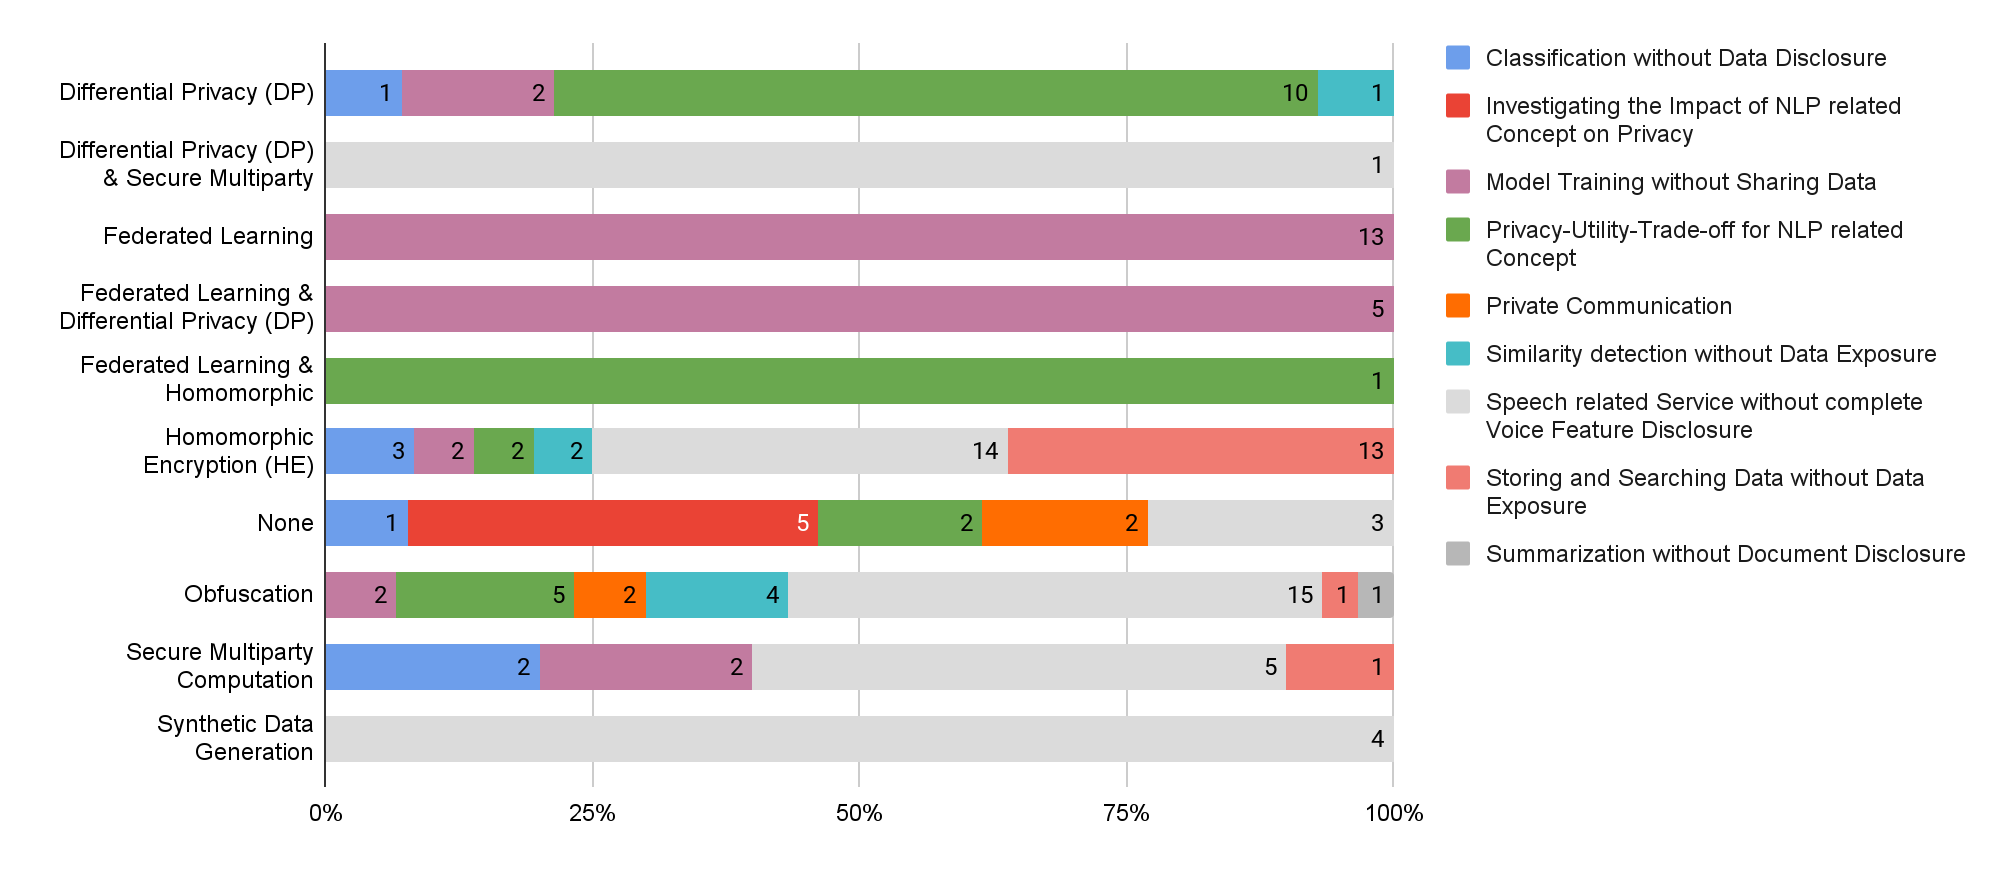 Differential Privacy (DP)
1 2 10 1
Differential Privacy (DP)
& Secure Multiparty
1
Federated Learning
13
Federated Learning &
Differential Privacy (DP)
5
Federated Learning &
Homomorphic
1
Homomorphic
Encryption (HE)
3 2 2 2 14 13
None
1 5 2 2 3
Obfuscation
2 5 2 4 15 1 1
Secure Multiparty
Computation
2 2 5 1
Synthetic Data
Generation
4
0% 25% 50% 75% 100%
Classification without Data Disclosure
Investigating the Impact of NLP related
Concept on Privacy
Model Training without Sharing Data
Privacy-Utility-Trade-off for NLP related
Concept
Private Communication
Similarity detection without Data Exposure
Speech related Service without complete
Voice Feature Disclosure
Storing and Searching Data without Data
Exposure
Summarization without Document Disclosure